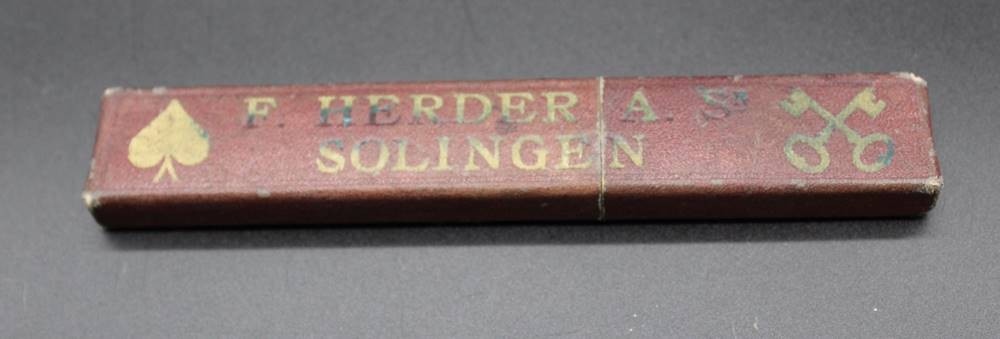 F. HERDER A. Sn
SOLINGEN